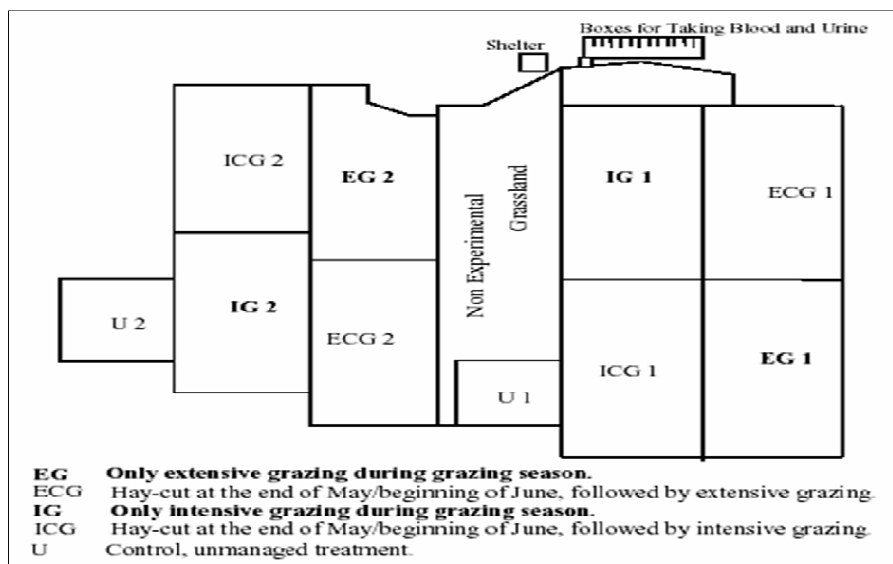 Boxes for Taking Blood and Urine
Shelter
ICG 2
EG 2
Non Experimental
Grassland
IG 1
ECG 1
U 2
IG 2
ECG 2
U 1
ICG 1
EG 1
EG Only extensive grazing during grazing season.
ECG Hay-cut at the end of May/beginning of June, followed by extensive grazing.
IG Only intensive grazing during grazing season.
ICG Hay-cut at the end of May/beginning of June, followed by intensive grazing.
U Control, unmanaged treatment.